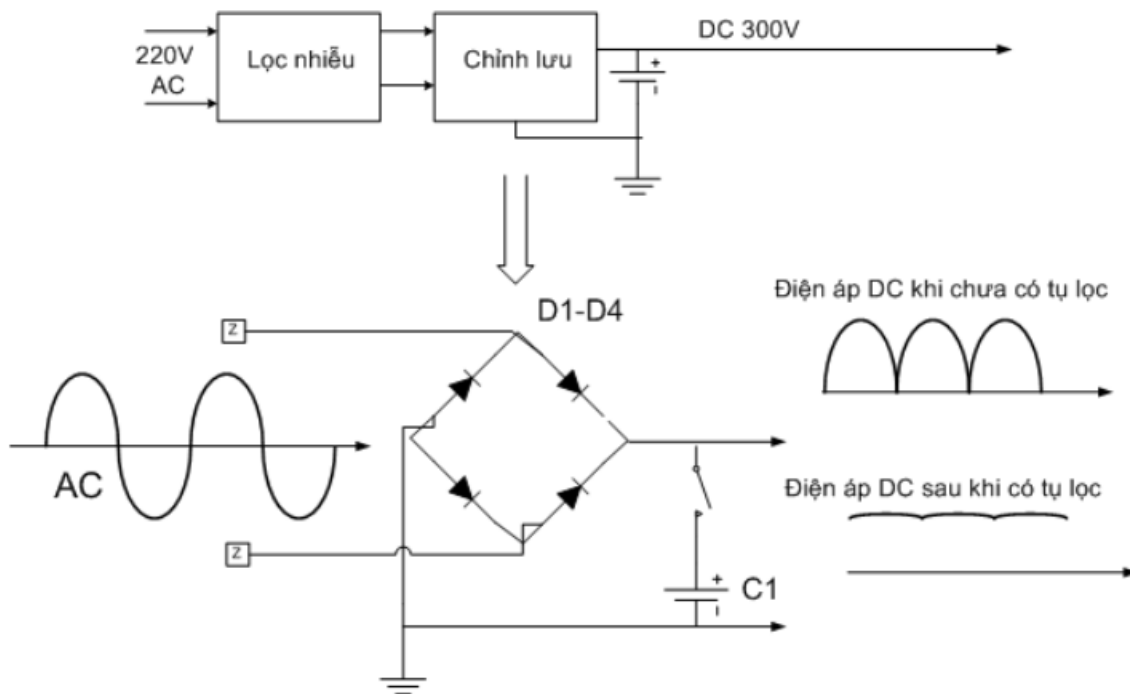 DC 300V
220V
AC
Lọc nhiễu
Chỉnh lưu
+
-
D1-D4
Điện áp DC khi chưa có tụ lọc
Z
AC
Điện áp DC sau khi có tụ lọc
Z
+
C1
-